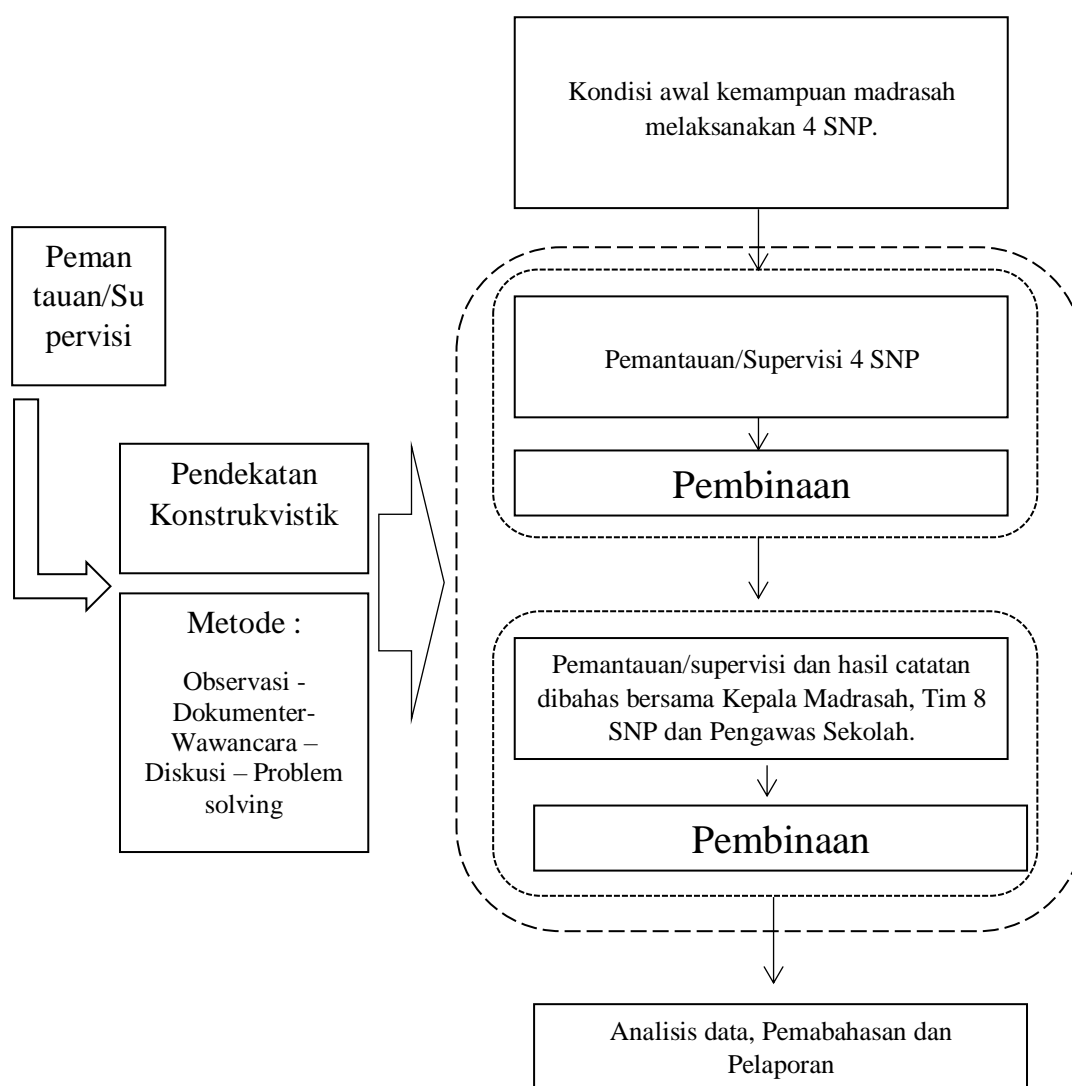 Kondisi awal kemampuan madrasah
melaksanakan 4 SNP.
Peman
tauan/Su
pervisi
Pemantauan/Supervisi 4 SNP
Pendekatan
Konstrukvistik
Pembinaan
Metode :
Observasi -
Dokumenter-
Wawancara –
Diskusi – Problem
solving
Pemantauan/supervisi dan hasil catatan
dibahas bersama Kepala Madrasah, Tim 8
SNP dan Pengawas Sekolah.
Pembinaan
Analisis data, Pemabahasan dan
Pelaporan